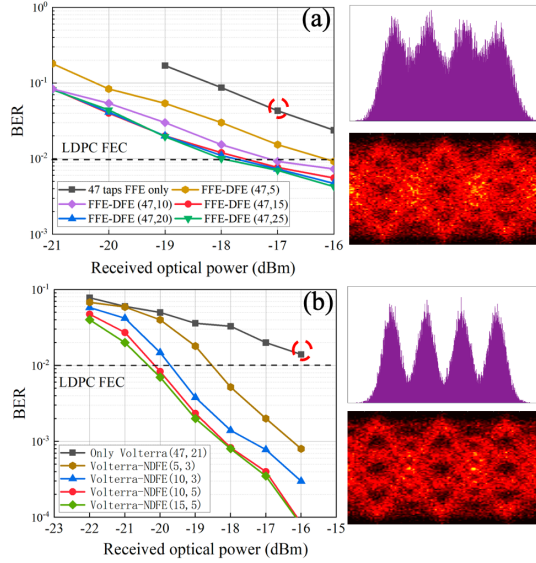 (a)
BER
10⁰
10⁻¹
10⁻²
10⁻³
LDPC FEC
47 taps FFE only
FFE-DFE (47,5)
FFE-DFE (47,10)
FFE-DFE (47,15)
FFE-DFE (47,20)
FFE-DFE (47,25)
-21 -20 -19 -18 -17 -16
Received optical power (dBm)
(b)
BER
10⁻¹
10⁻²
10⁻³
10⁻⁴
LDPC FEC
Only Volterra(47,21)
Volterra-NDFE(5,3)
Volterra-NDFE(10,3)
Volterra-NDFE(10,5)
Volterra-NDFE(15,5)
-23 -22 -21 -20 -19 -18 -17 -16 -15
Received optical power (dBm)